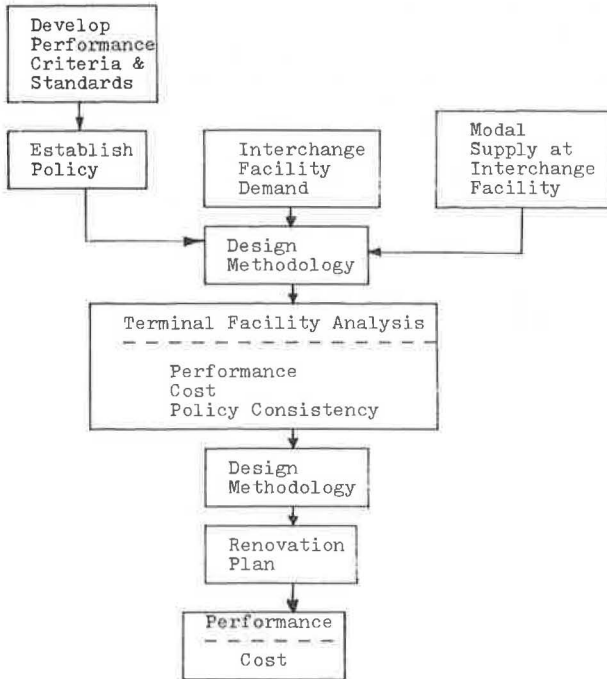 Develop
Performance
Criteria &
Standards
Establish
Policy
Interchange
Facility
Demand
Modal
Supply at
Interchange
Facility
Design
Methodology
Terminal Facility Analysis
Performance
Cost
Policy Consistency
Design
Methodology
Renovation
Plan
Performance
Cost